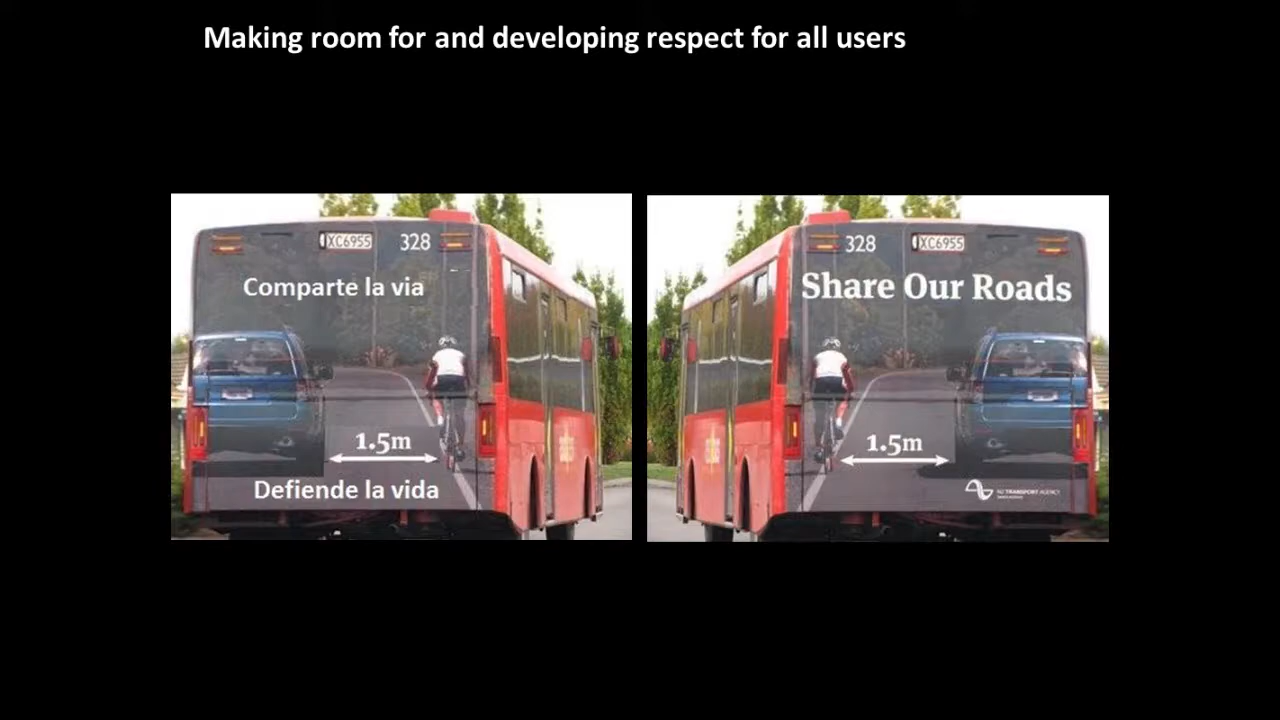 Making room for and developing respect for all users
XC6955
328
Comparte la via
1.5m
Defiende la vida
328
XC6955
Share Our Roads
1.5m
NZ TRANSPORT AGENCY